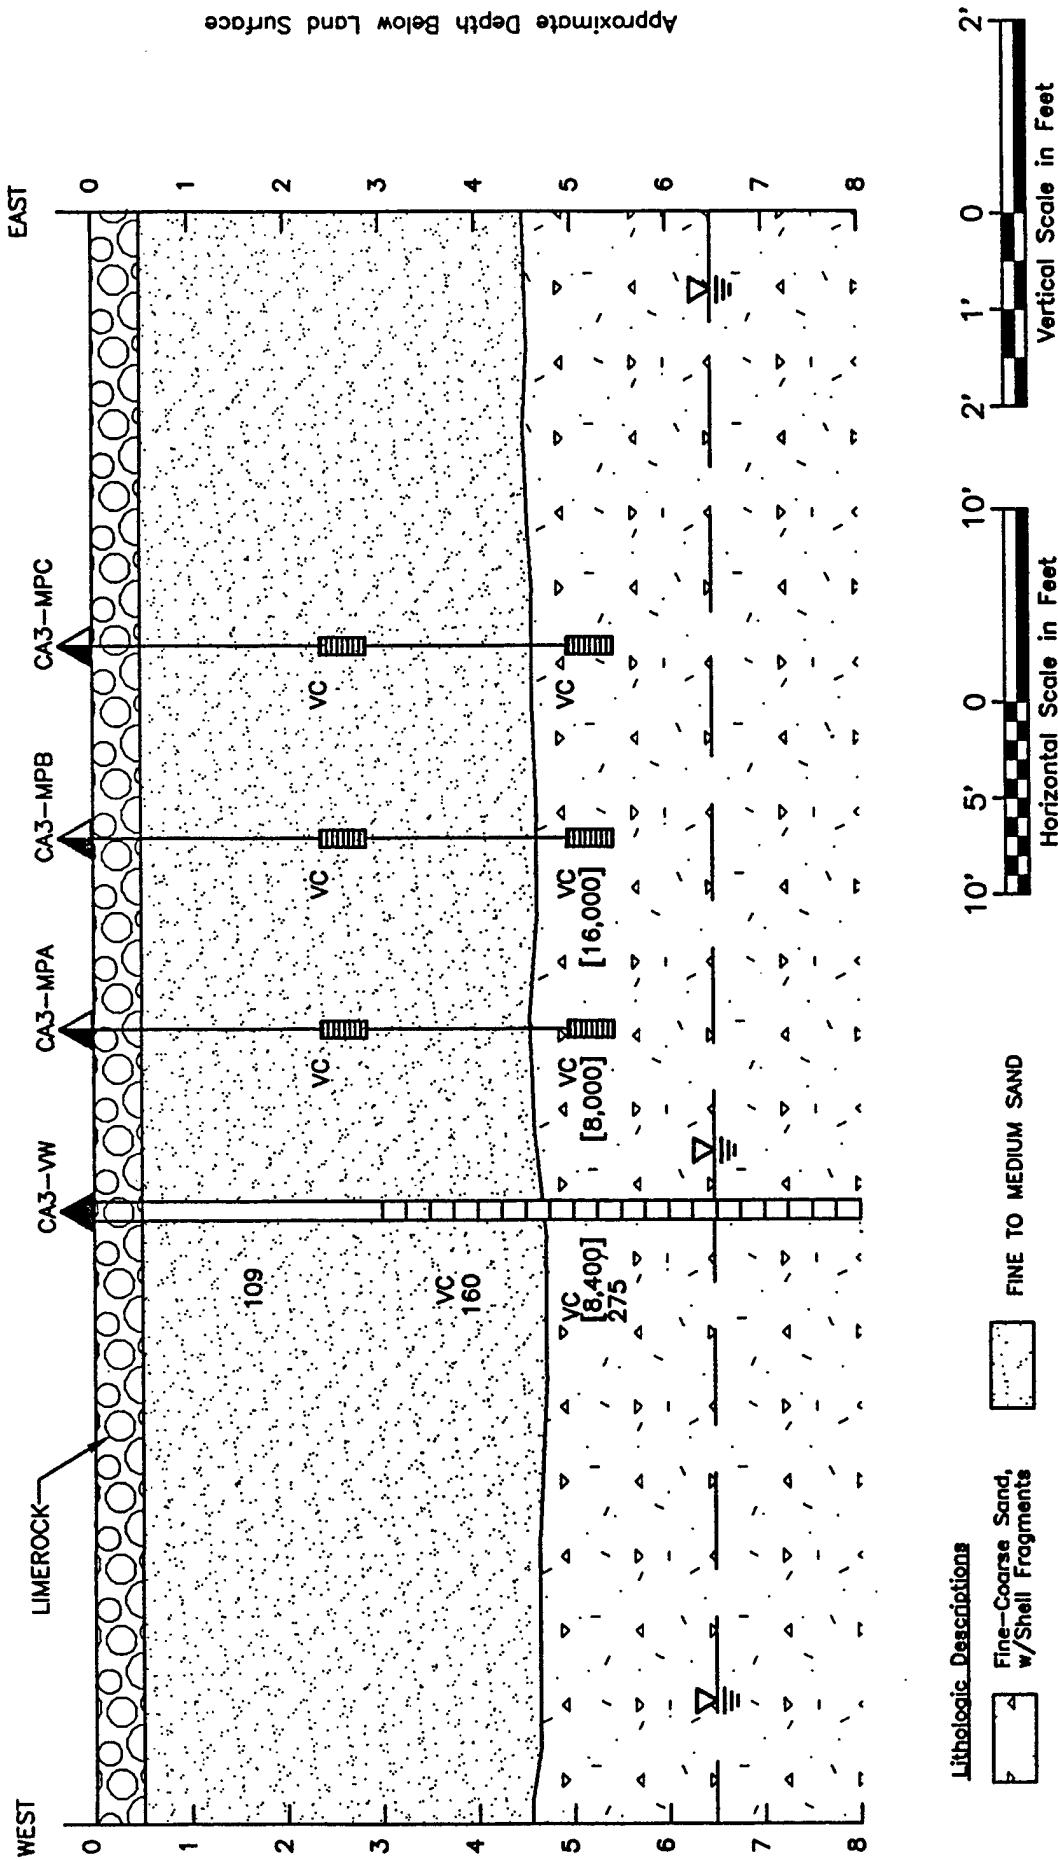 WEST
EAST
LIMEROCK
CA3-VW
CA3-MPA
CA3-MPB
CA3-MPC
0
1
2
3
4
5
6
7
8
0
1
2
3
4
5
6
7
8
Approximate Depth Below Land Surface
109
VC
160
VC
[8,400]
275
VC
VC
[8,000]
VC
VC
[16,000]
VC
VC
Lithologic Descriptions
Fine-Coarse Sand,
w/Shell Fragments
FINE TO MEDIUM SAND
10' 5' 0 10'
Horizontal Scale in Feet
2' 1' 0 2'
Vertical Scale in Feet